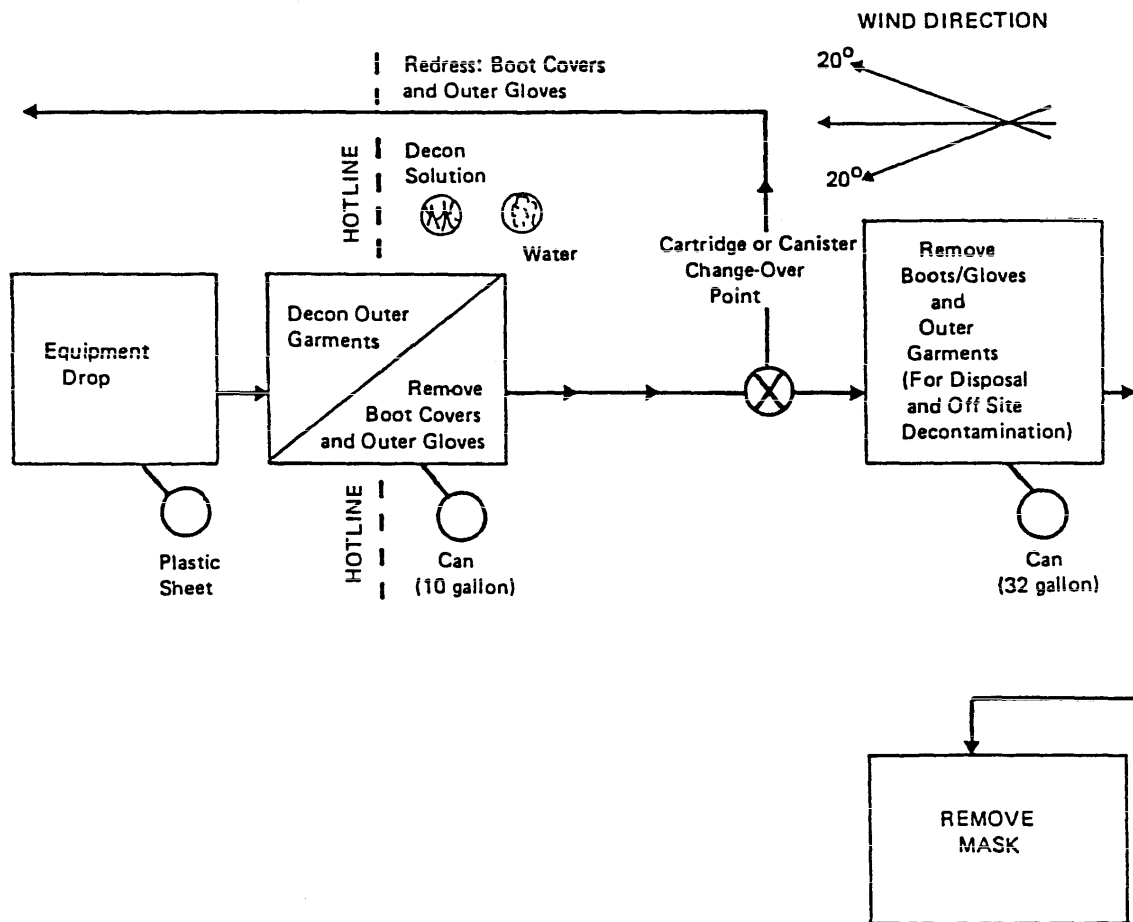 WIND DIRECTION
20°
20°
Redress: Boot Covers
and Outer Gloves
HOTLINE
Decon
Solution
Water
Cartridge or Canister
Change-Over
Point
Equipment
Drop
Decon Outer
Garments
Remove
Boot Covers
and Outer Gloves
Remove
Boots/Gloves
and
Outer
Garments
(For Disposal
and Off Site
Decontamination)
HOTLINE
Plastic
Sheet
Can
(10 gallon)
Can
(32 gallon)
REMOVE
MASK